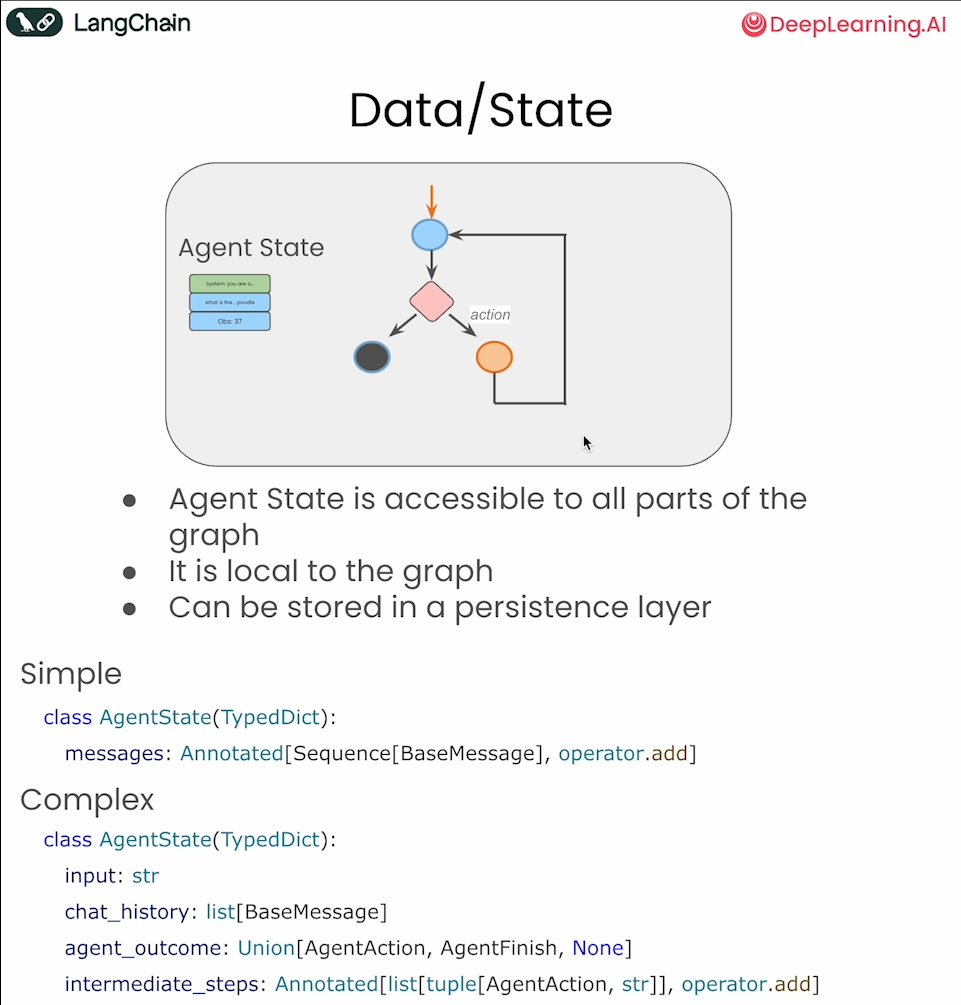 LangChain
DeepLearning.AI
Data/State
Agent State
System: you are a..
what is the .. poodle
Obs: 37
action
● Agent State is accessible to all parts of the
graph
● It is local to the graph
● Can be stored in a persistence layer
Simple
class AgentState(TypedDict):
messages: Annotated[Sequence[BaseMessage], operator.add]
Complex
class AgentState(TypedDict):
input: str
chat_history: list[BaseMessage]
agent_outcome: Union[AgentAction, AgentFinish, None]
intermediate_steps: Annotated[list[tuple[AgentAction, str]], operator.add]